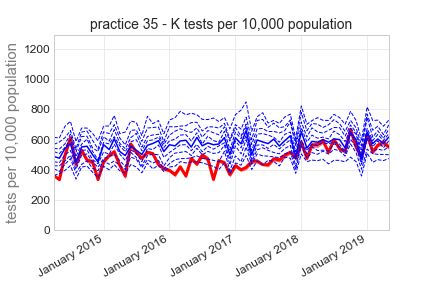 practice 35 - K tests per 10,000 population
tests per 10,000 population
1200
1000
800
600
400
200
0
January 2015
January 2016
January 2017
January 2018
January 2019